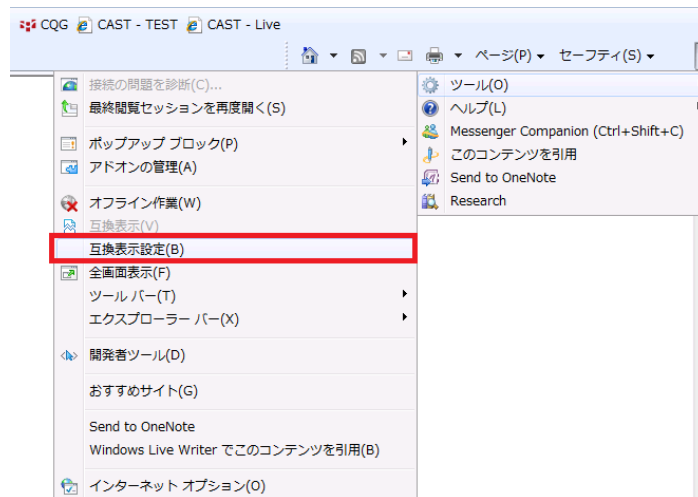 CQG CAST - TEST CAST - Live
ページ(P) セーフティ(S)
接続の問題を診断(C)...
最終閲覧セッションを再度開く(S)
ポップアップ ブロック(P)
アドオンの管理(A)
オフライン作業(W)
互換表示(V)
互換表示設定(B)
全画面表示(F)
ツール バー(T)
エクスプローラー バー(X)
開発者ツール(D)
おすすめサイト(G)
Send to OneNote
Windows Live Writer でこのコンテンツを引用(B)
インターネット オプション(O)
ツール(O)
ヘルプ(L)
Messenger Companion (Ctrl+Shift+C)
このコンテンツを引用
Send to OneNote
Research